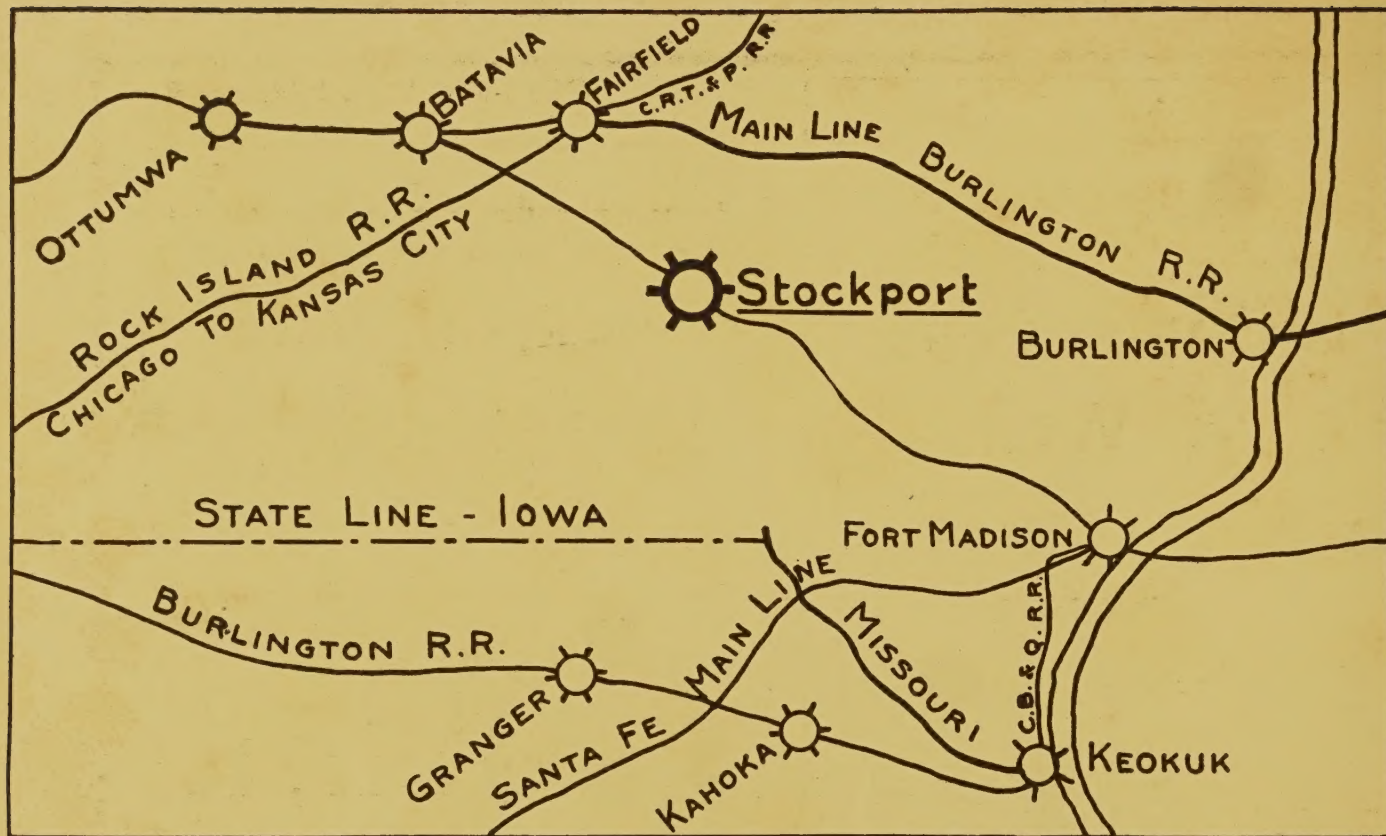 OTTUMWA
BATAVIA
FAIRFIELD
C.R.T. & P. R.R
MAIN LINE BURLINGTON R.R.
ROCK ISLAND R.R.
CHICAGO TO KANSAS CITY
Stockport
BURLINGTON
STATE LINE - IOWA
FORT MADISON
BURLINGTON R.R.
GRANGER
SANTA FE MAIN LINE
MISSOURI
C.B. & Q. R.R.
KAHOKA
KEOKUK